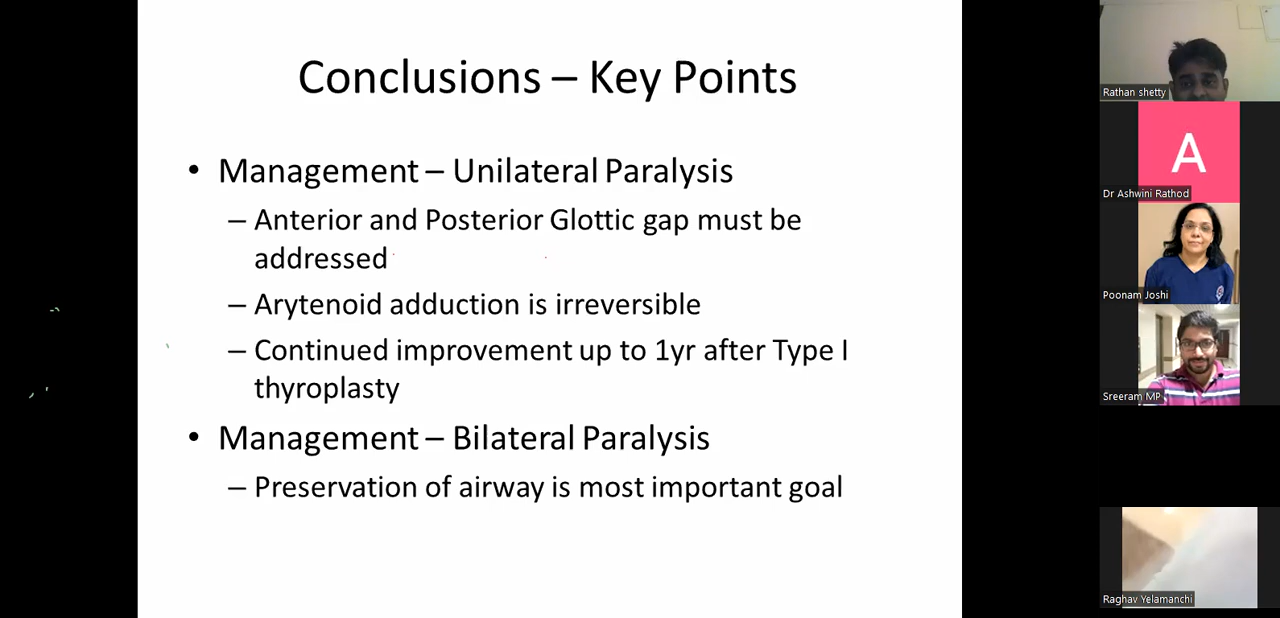 Conclusions – Key Points
• Management – Unilateral Paralysis
– Anterior and Posterior Glottic gap must be
addressed
– Arytenoid adduction is irreversible
– Continued improvement up to 1yr after Type I
thyroplasty
• Management – Bilateral Paralysis
– Preservation of airway is most important goal
Rathan shetty
A
Dr Ashwini Rathod
Poonam Joshi
Sreeram MP
Raghav Yelamanchi